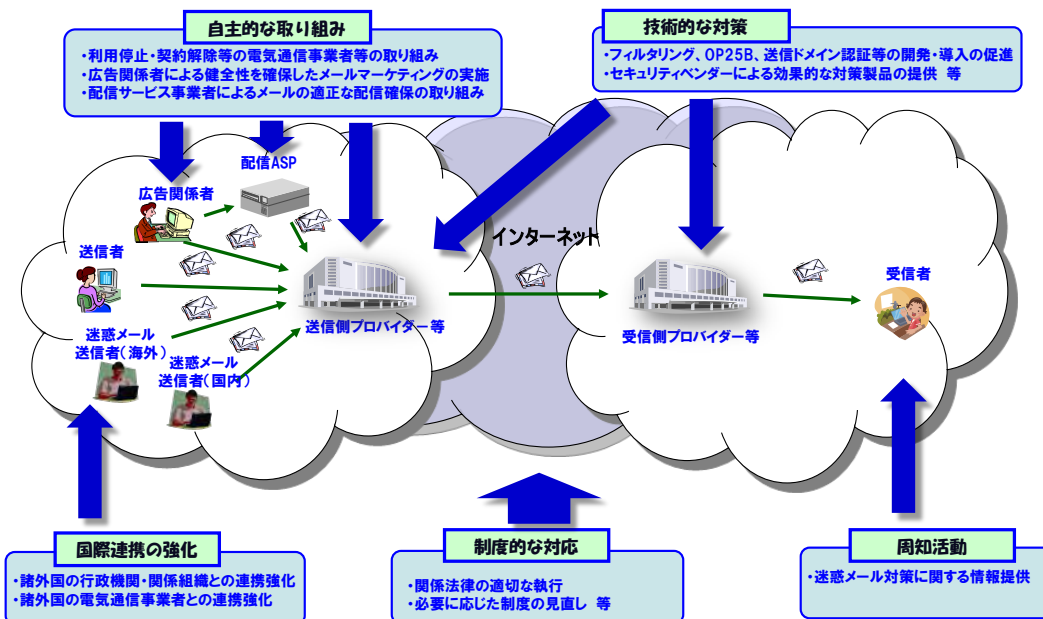 自主的な取り組み
・利用停止・契約解除等の電気通信事業者等の取り組み
・広告関係者による健全性を確保したメールマーケティングの実施
・配信サービス事業者によるメールの適正な配信確保の取り組み
技術的な対策
・フィルタリング、OP25B、送信ドメイン認証等の開発・導入の促進
・セキュリティベンダーによる効果的な対策製品の提供 等
配信ASP
広告関係者
送信者
インターネット
受信者
送信側プロバイダー等
受信側プロバイダー等
迷惑メール
送信者(海外)
迷惑メール
送信者(国内)
国際連携の強化
・諸外国の行政機関・関係組織との連携強化
・諸外国の電気通信事業者との連携強化
制度的な対応
・関係法律の適切な執行
・必要に応じた制度の見直し 等
周知活動
・迷惑メール対策に関する情報提供